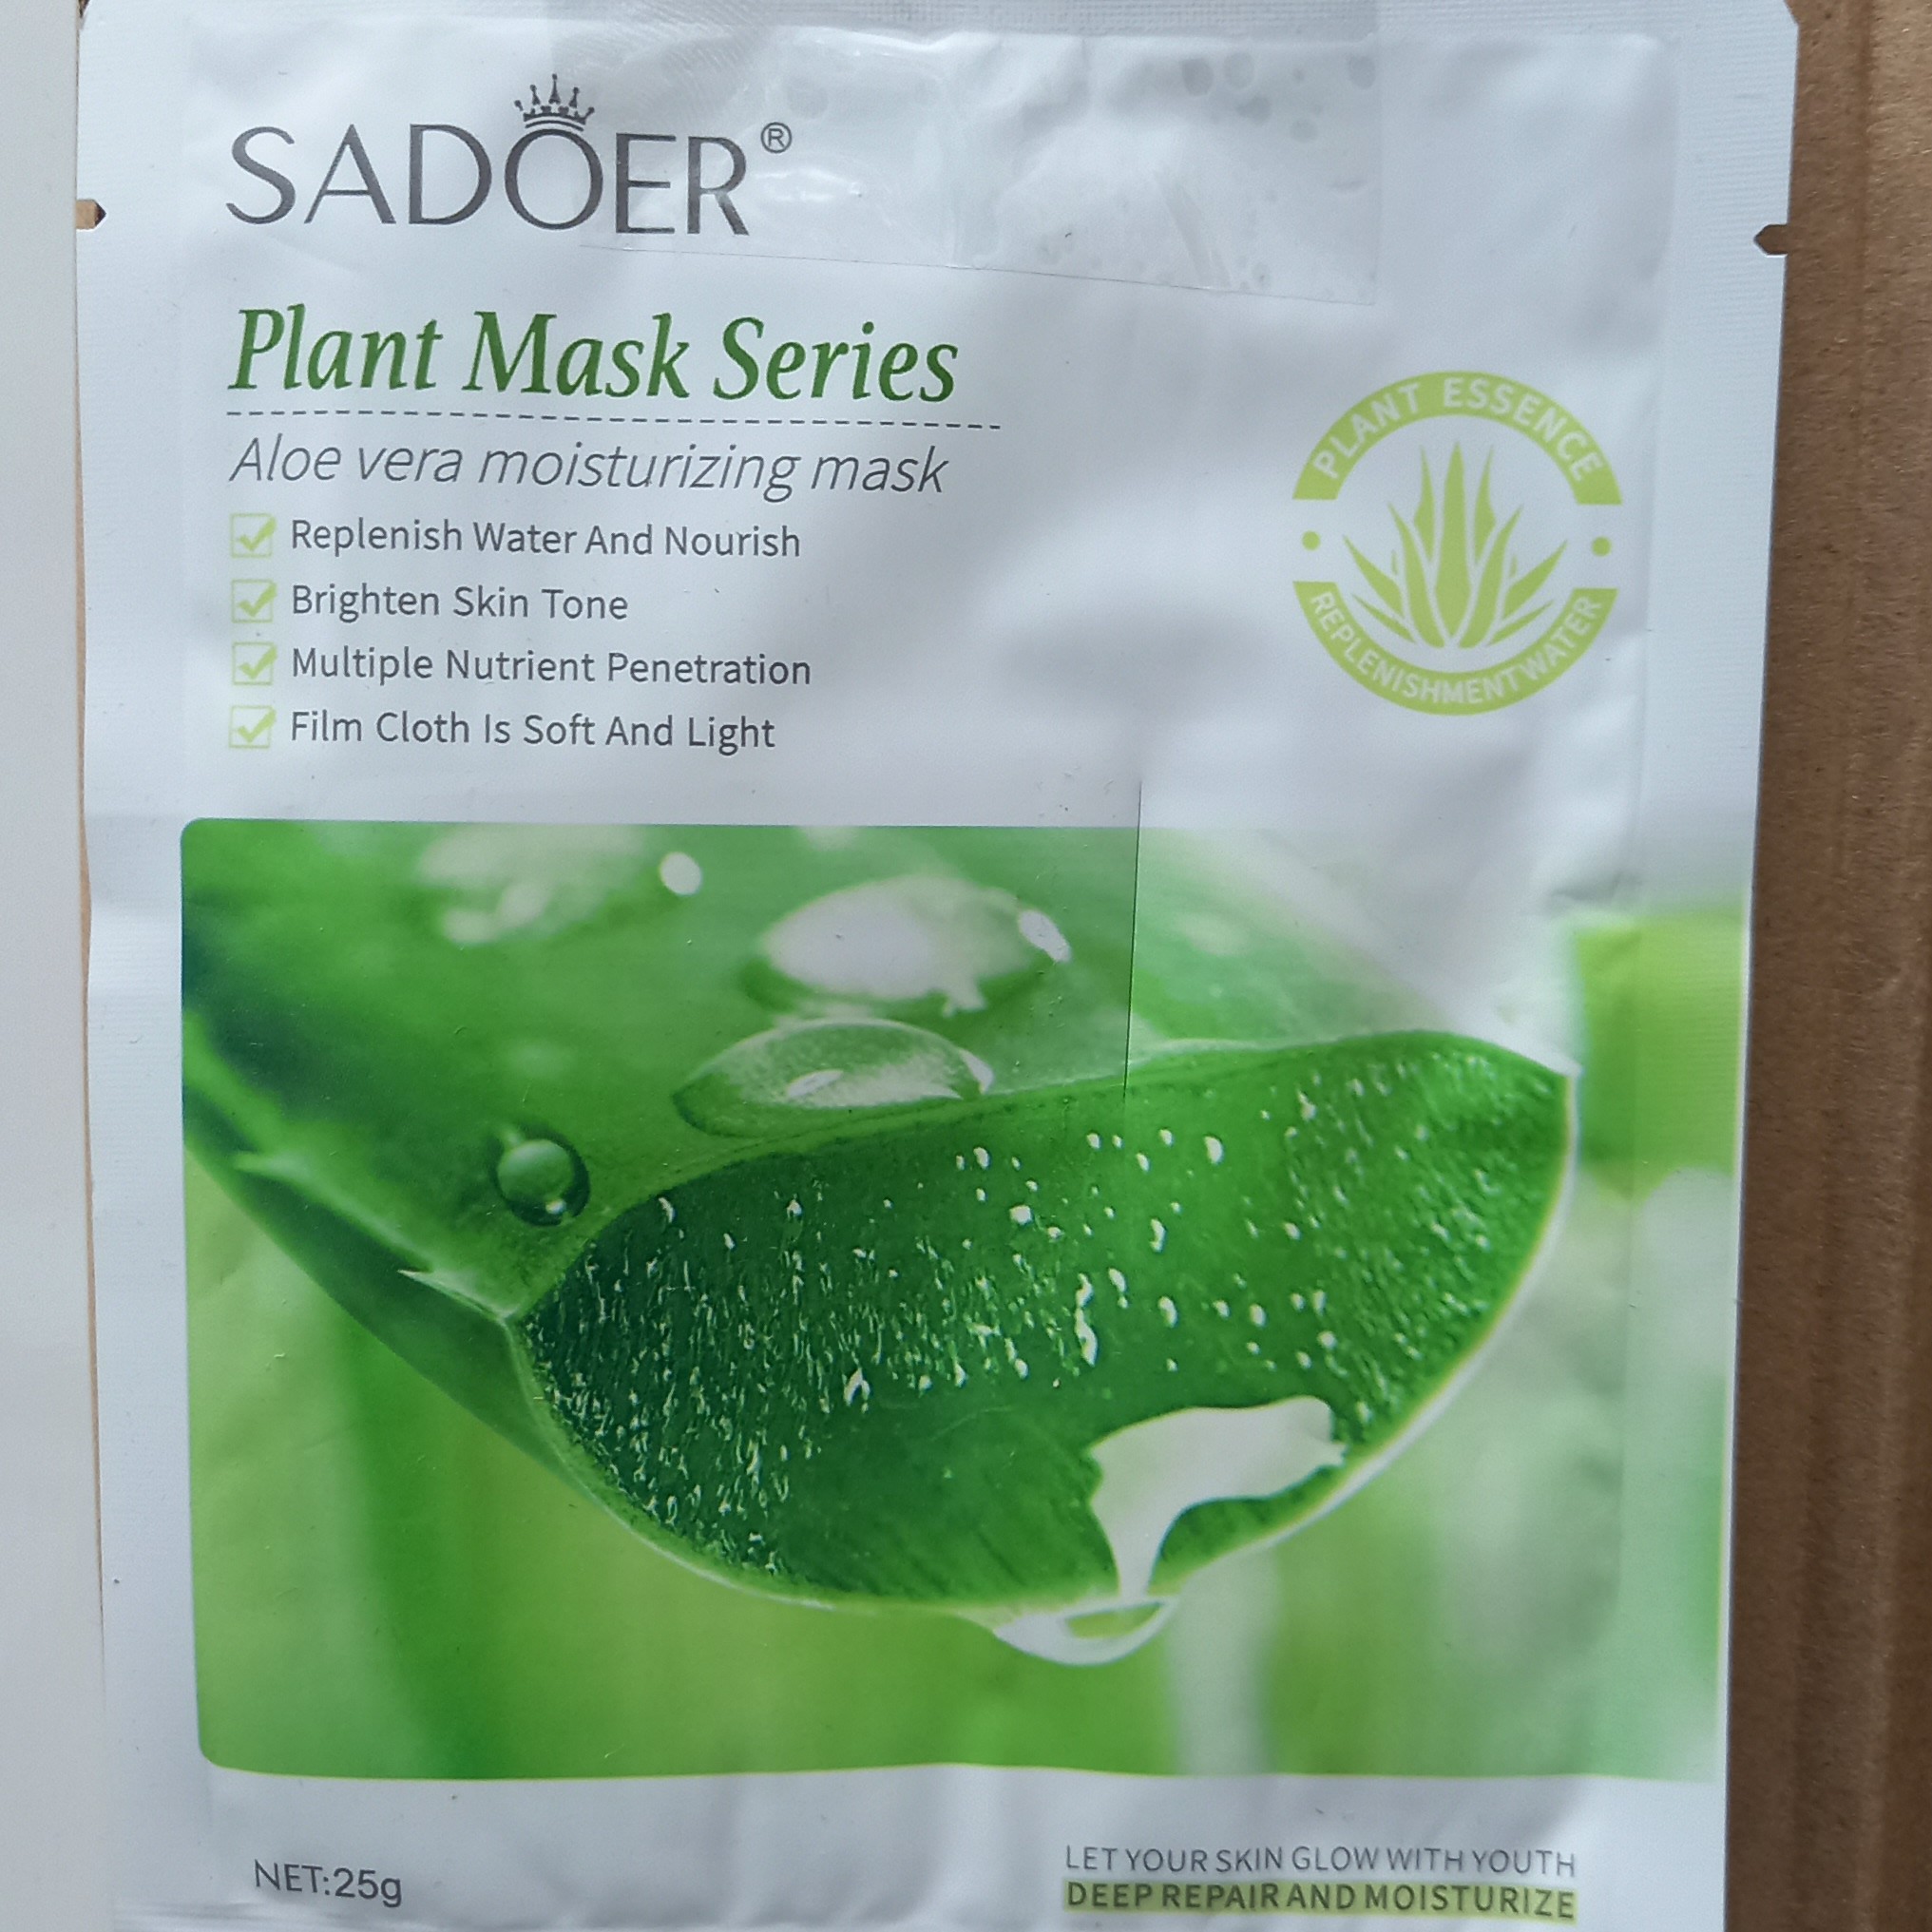 SADOER®
Plant Mask Series
Aloe vera moisturizing mask
Replenish Water And Nourish
Brighten Skin Tone
Multiple Nutrient Penetration
Film Cloth Is Soft And Light
PLANT ESSENCE
REPLENISHMENT WATER
NET:25g
LET YOUR SKIN GLOW WITH YOUTH
DEEP REPAIR AND MOISTURIZE